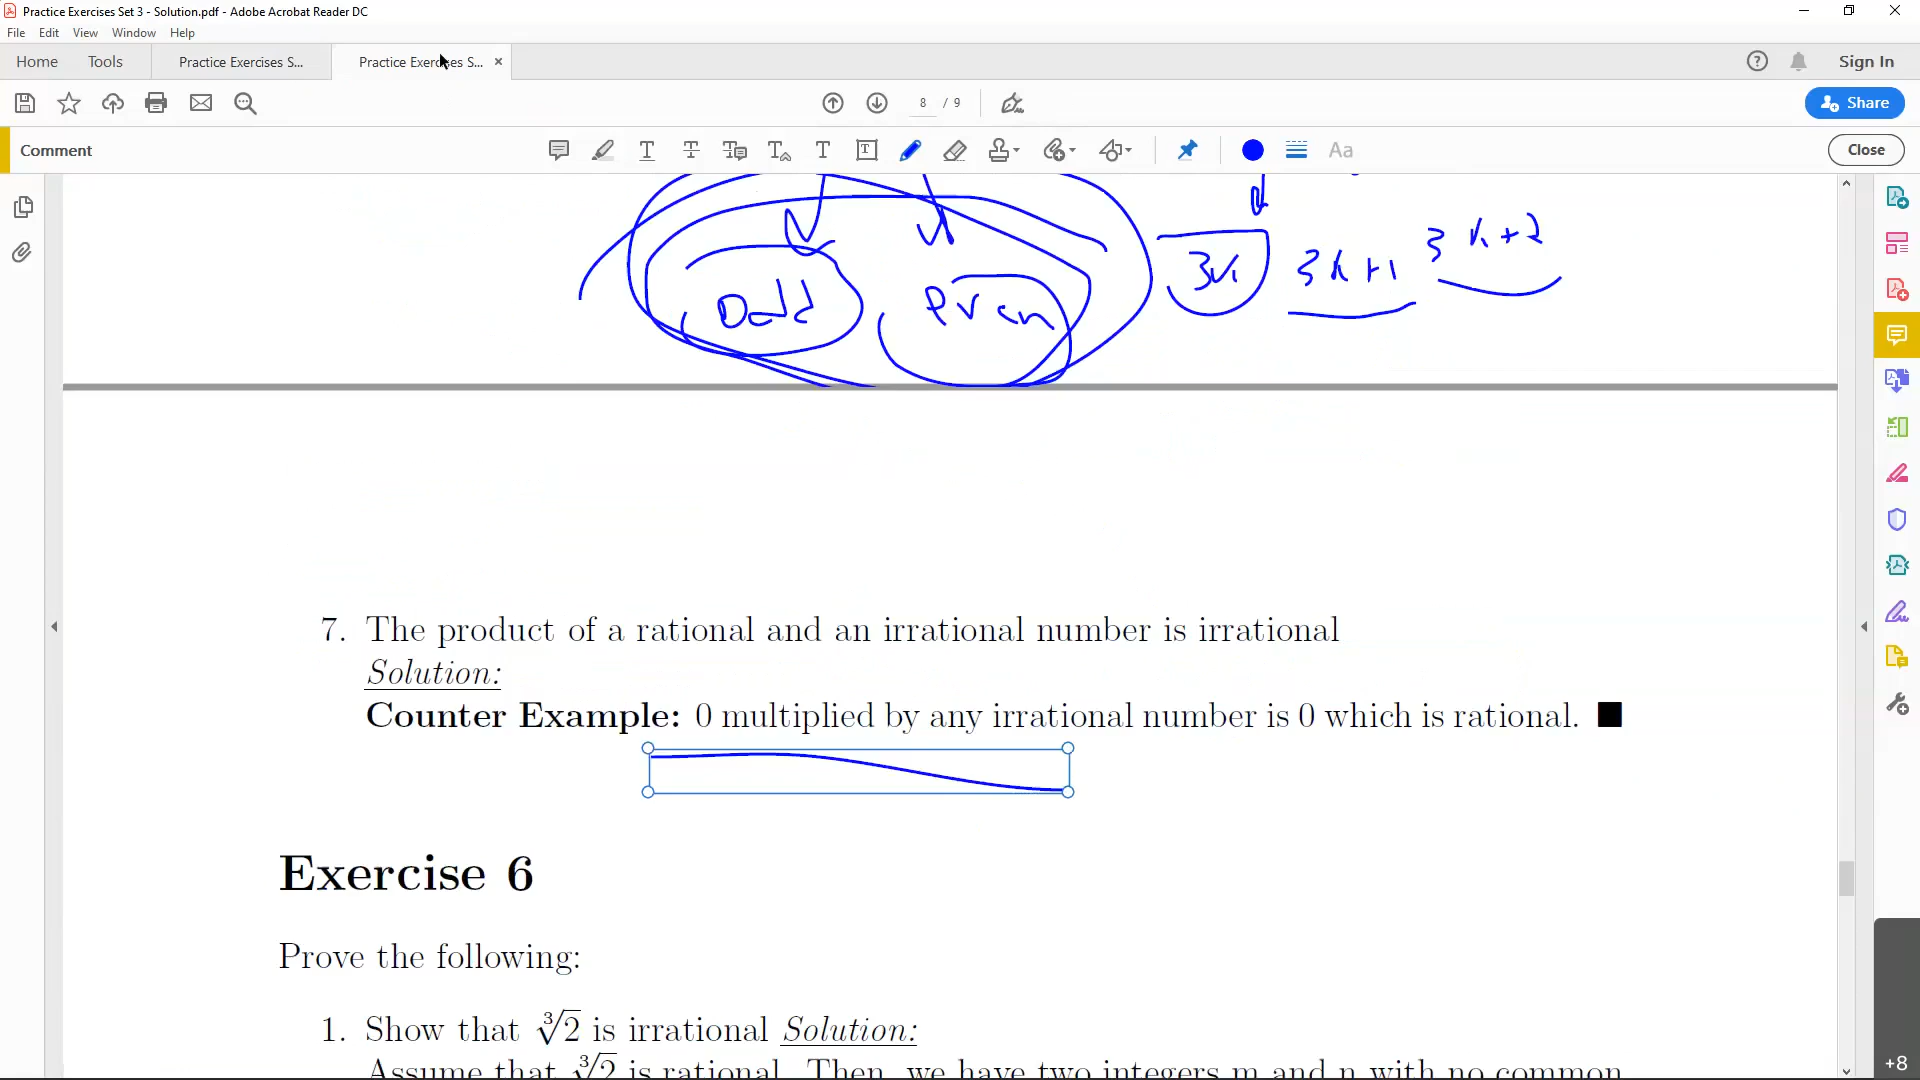 Practice Exercises Set 3 - Solution.pdf - Adobe Acrobat Reader DC
File Edit View Window Help
Home Tools Practice Exercises S... Practice Exercises S... × Sign In
8 / 9 Share
Comment Aa Close
3k 3k+1 3k+2
Odd
7. The product of a rational and an irrational number is irrational
Solution:
Counter Example: 0 multiplied by any irrational number is 0 which is rational. ■
Exercise 6
Prove the following:
1. Show that ∛2 is irrational Solution:
Assume that ∛2 is rational. Then, we have two integers m and n with no common
+8